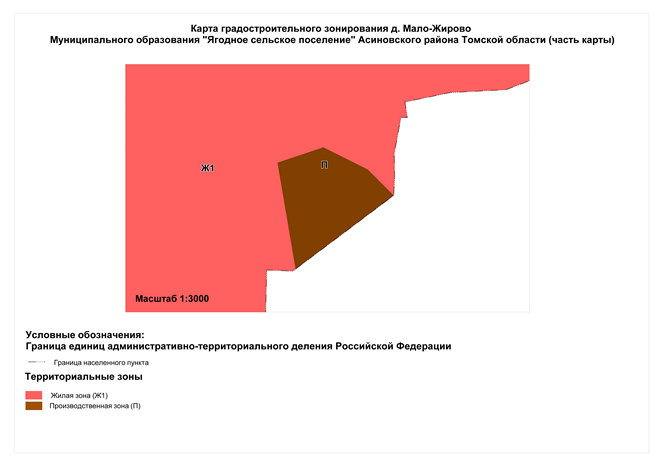 Карта градостроительного зонирования д. Мало-Жирово
Муниципального образования "Ягодное сельское поселение" Асиновского района Томской области (часть карты)
Ж1
П
Масштаб 1:3000
Условные обозначения:
Граница единиц административно-территориального деления Российской Федерации
Граница населенного пункта
Территориальные зоны
Жилая зона (Ж1)
Производственная зона (П)